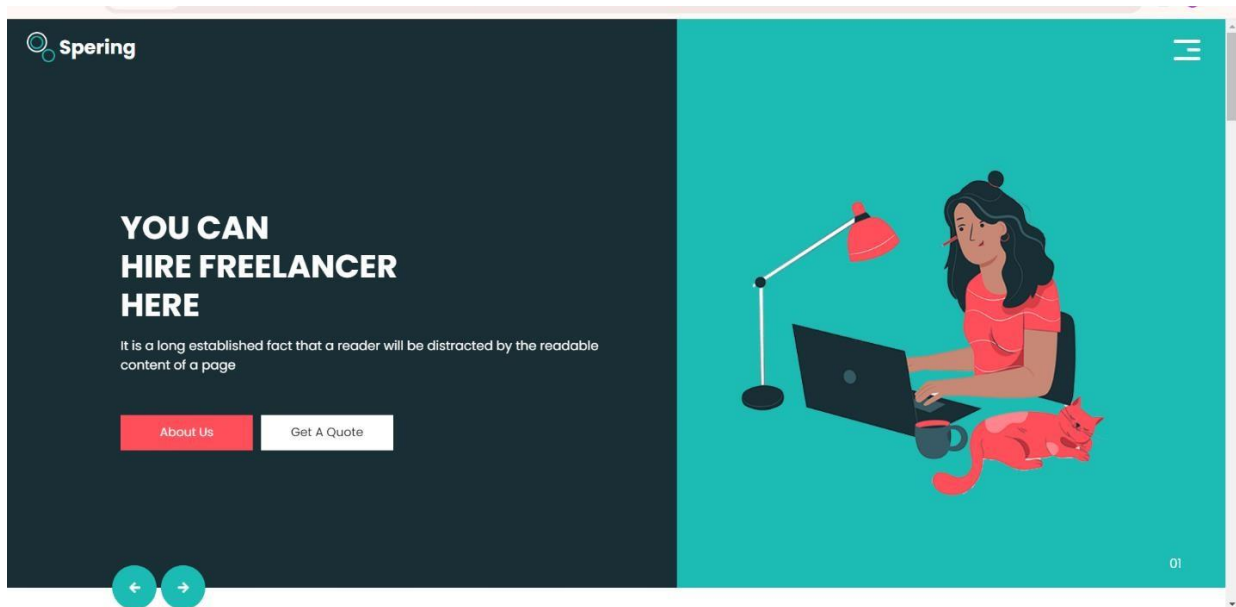 Spering
YOU CAN
HIRE FREELANCER
HERE
It is a long established fact that a reader will be distracted by the readable
content of a page
About Us
Get A Quote
01